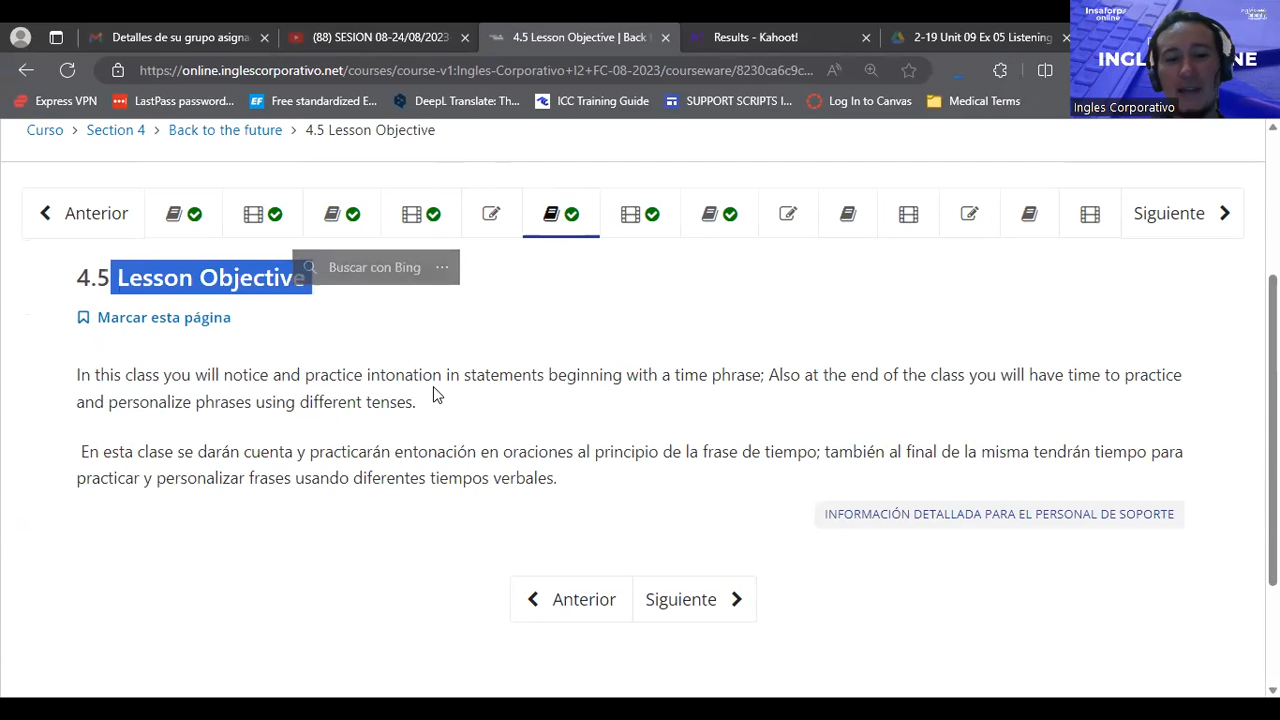 Detalles de su grupo asigna
(88) SESION 08-24/08/2023
4.5 Lesson Objective | Back
Results - Kahoot!
2-19 Unit 09 Ex 05 Listening
https://online.inglescorporativo.net/courses/course-v1:Ingles-Corporativo+I2+FC-08-2023/courseware/8230ca6c9c...
Express VPN
LastPass password...
Free standardized E...
DeepL Translate: Th...
ICC Training Guide
SUPPORT SCRIPTS I...
Log In to Canvas
Medical Terms
Insaforp
online
INGL
NE
Ingles Corporativo
Curso > Section 4 > Back to the future > 4.5 Lesson Objective
Anterior
Siguiente
4.5 Lesson Objective
Buscar con Bing ...
Marcar esta página
In this class you will notice and practice intonation in statements beginning with a time phrase; Also at the end of the class you will have time to practice
and personalize phrases using different tenses.
En esta clase se darán cuenta y practicarán entonación en oraciones al principio de la frase de tiempo; también al final de la misma tendrán tiempo para
practicar y personalizar frases usando diferentes tiempos verbales.
INFORMACIÓN DETALLADA PARA EL PERSONAL DE SOPORTE
Anterior
Siguiente